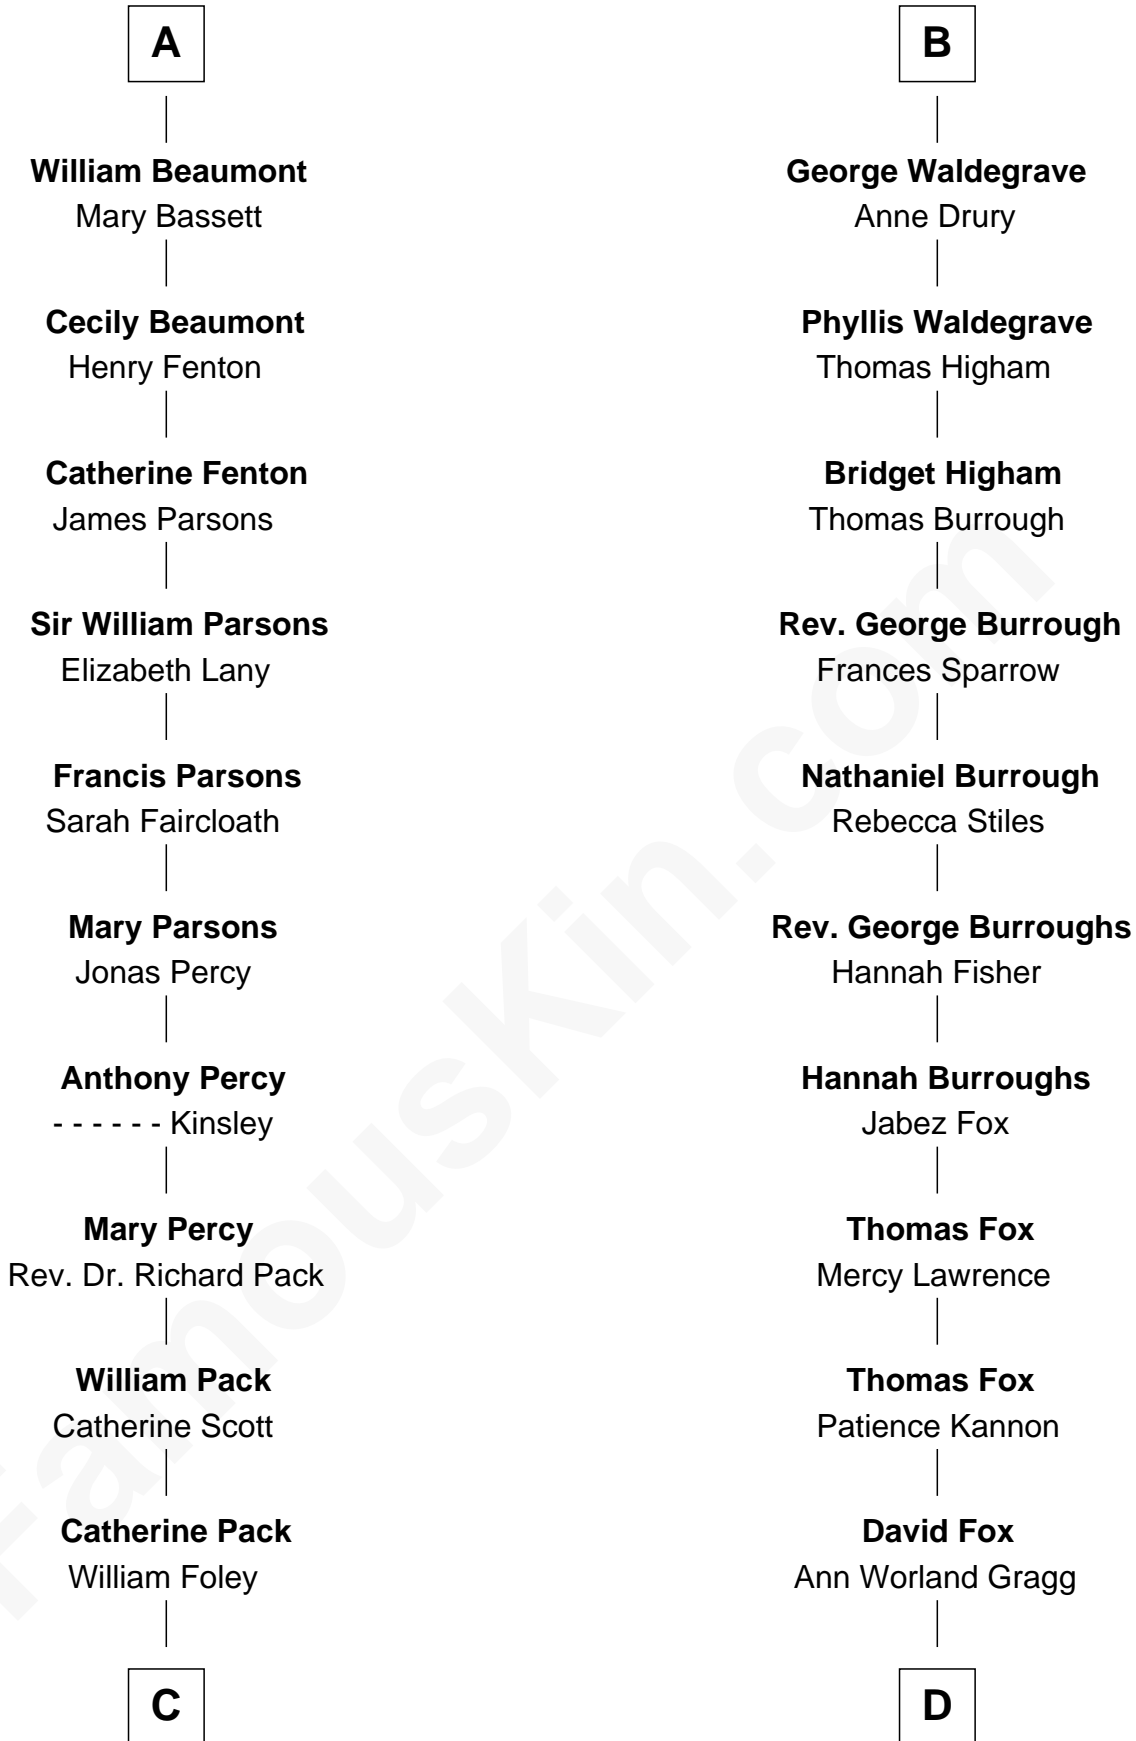 A
William Beaumont
Mary Bassett
Cecily Beaumont
Henry Fenton
Catherine Fenton
James Parsons
Sir William Parsons
Elizabeth Lany
Francis Parsons
Sarah Faircloath
Mary Parsons
Jonas Percy
Anthony Percy
- - - - - - Kinsley
Mary Percy
Rev. Dr. Richard Pack
William Pack
Catherine Scott
Catherine Pack
William Foley
C
B
George Waldegrave
Anne Drury
Phyllis Waldegrave
Thomas Higham
Bridget Higham
Thomas Burrough
Rev. George Burrough
Frances Sparrow
Nathaniel Burrough
Rebecca Stiles
Rev. George Burroughs
Hannah Fisher
Hannah Burroughs
Jabez Fox
Thomas Fox
Mercy Lawrence
Thomas Fox
Patience Kannon
David Fox
Ann Worland Gragg
D
FamousKin.com